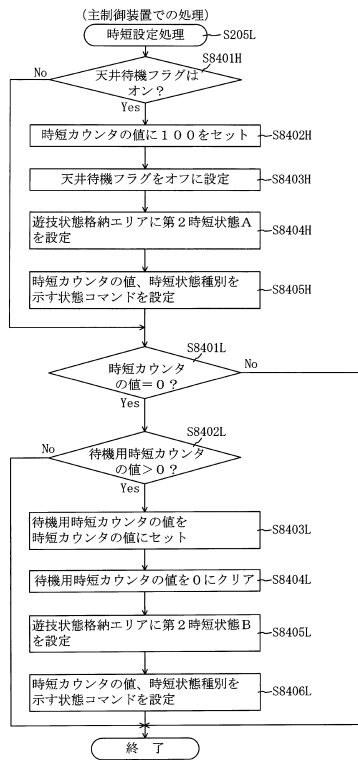 (主制御装置での処理)
時短設定処理
S205L
S8401H
天井待機フラグは
オン？
No
Yes
時短カウンタの値に１００をセット
S8402H
天井待機フラグをオフに設定
S8403H
遊技状態格納エリアに第２時短状態Ａ
を設定
S8404H
時短カウンタの値、時短状態種別を
示す状態コマンドを設定
S8405H
S8401L
時短カウンタ
の値＝０？
No
Yes
S8402L
待機用時短カウンタ
の値＞０？
No
Yes
待機用時短カウンタの値を
時短カウンタの値にセット
S8403L
待機用時短カウンタの値を０にクリア
S8404L
遊技状態格納エリアに第２時短状態Ｂ
を設定
S8405L
時短カウンタの値、時短状態種別を
示す状態コマンドを設定
S8406L
終 了